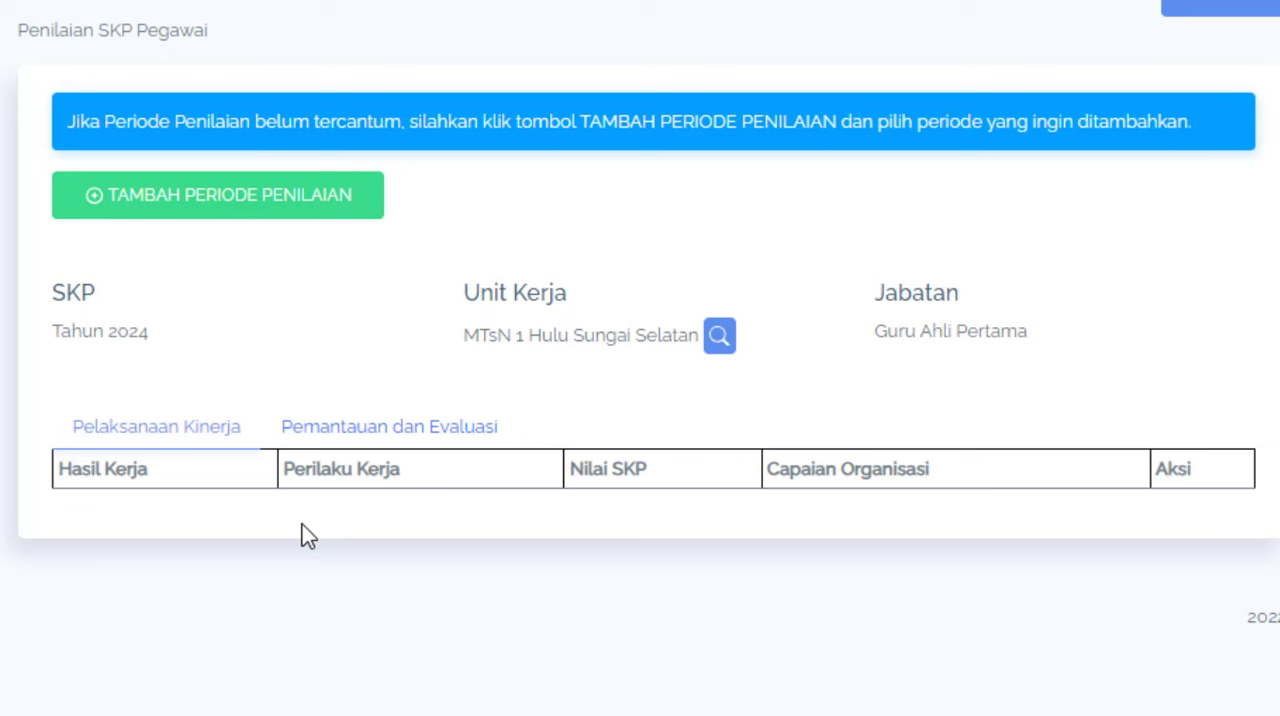 Penilaian SKP Pegawai
Jika Periode Penilaian belum tercantum, silahkan klik tombol TAMBAH PERIODE PENILAIAN dan pilih periode yang ingin ditambahkan.
TAMBAH PERIODE PENILAIAN
SKP Unit Kerja Jabatan
Tahun 2024 MTsN 1 Hulu Sungai Selatan Guru Ahli Pertama
Pelaksanaan Kinerja Pemantauan dan Evaluasi
Hasil Kerja Perilaku Kerja Nilai SKP Capaian Organisasi Aksi